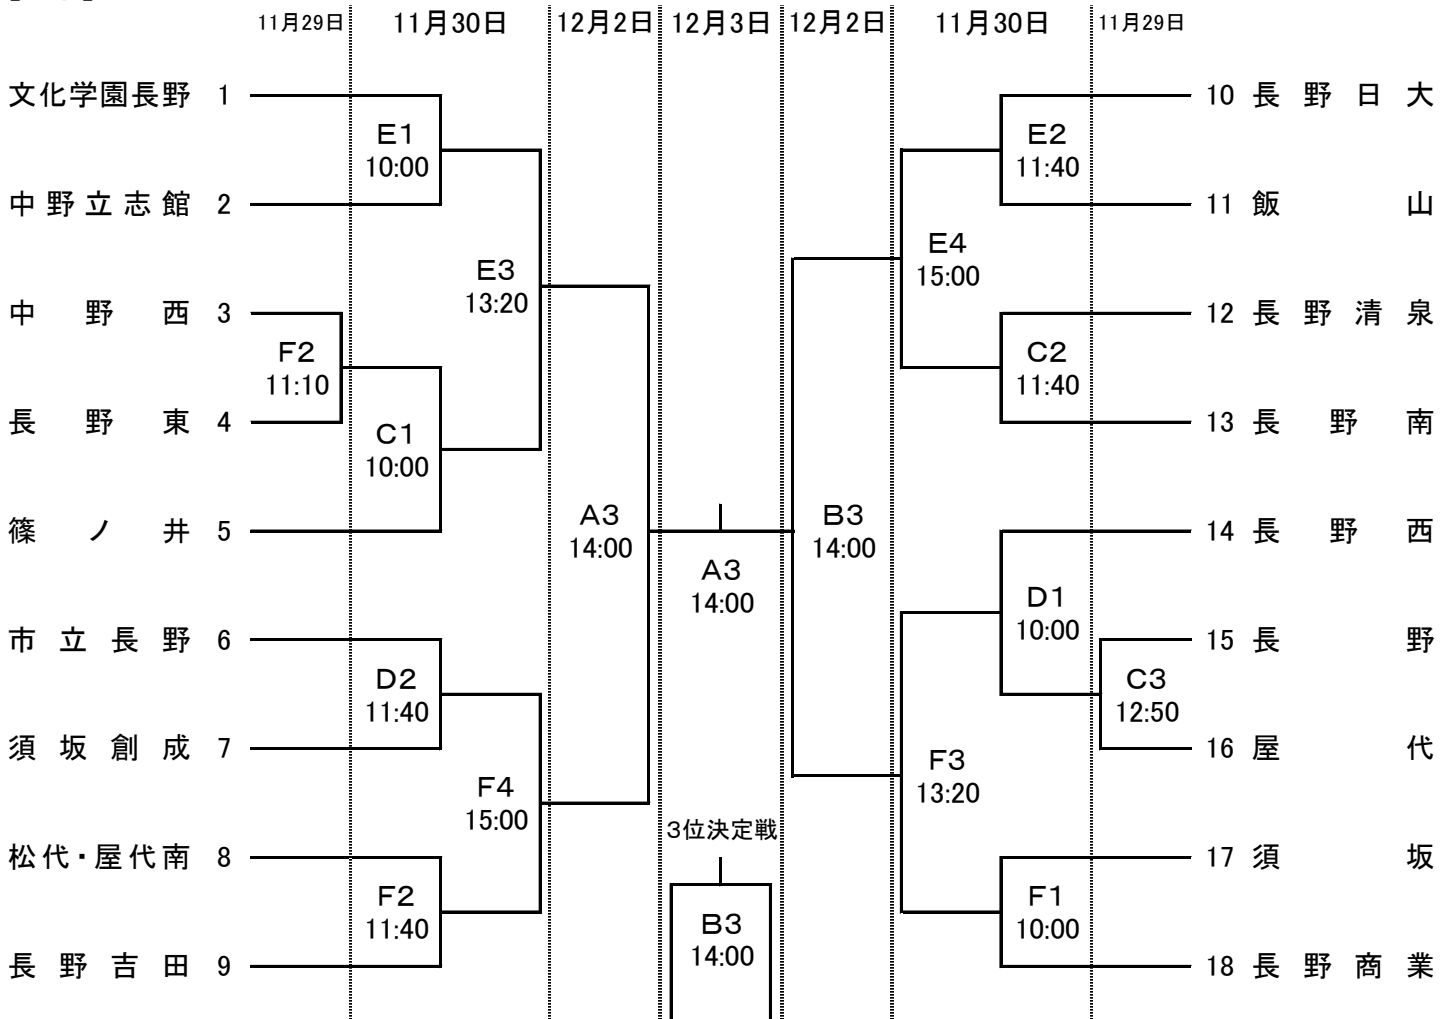 11月29日 11月30日 12月2日 12月3日 12月2日 11月30日 11月29日
文化学園長野 1
10 長野日大
E1
10:00
E2
11:40
中野立志館 2
11 飯山
E4
15:00
E3
13:20
中野西 3
12 長野清泉
F2
11:10
C2
11:40
長野東 4
13 長野南
C1
10:00
篠ノ井 5
14 長野西
A3
14:00
B3
14:00
A3
14:00
D1
10:00
市立長野 6
15 長野
D2
11:40
C3
12:50
須坂創成 7
16 屋代
F3
13:20
F4
15:00
3位決定戦
松代・屋代南 8
17 須坂
F2
11:40
F1
10:00
B3
14:00
長野吉田 9
18 長野商業